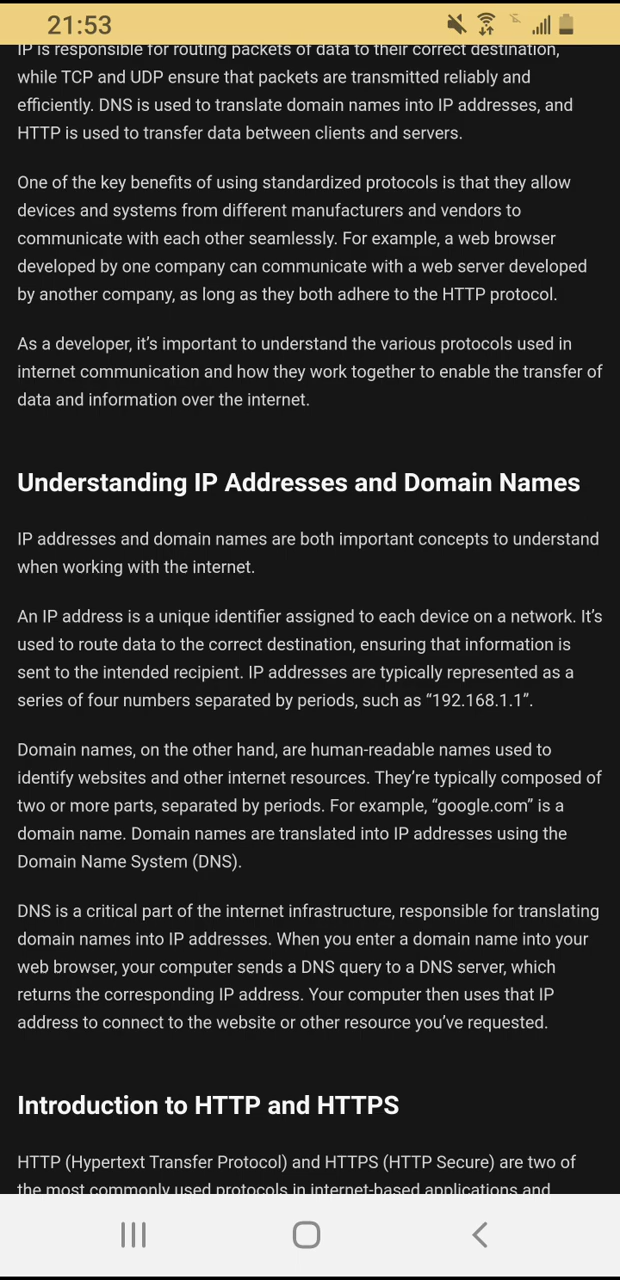 21:53
IP is responsible for routing packets of data to their correct destination,
while TCP and UDP ensure that packets are transmitted reliably and
efficiently. DNS is used to translate domain names into IP addresses, and
HTTP is used to transfer data between clients and servers.
One of the key benefits of using standardized protocols is that they allow
devices and systems from different manufacturers and vendors to
communicate with each other seamlessly. For example, a web browser
developed by one company can communicate with a web server developed
by another company, as long as they both adhere to the HTTP protocol.
As a developer, it’s important to understand the various protocols used in
internet communication and how they work together to enable the transfer of
data and information over the internet.
Understanding IP Addresses and Domain Names
IP addresses and domain names are both important concepts to understand
when working with the internet.
An IP address is a unique identifier assigned to each device on a network. It’s
used to route data to the correct destination, ensuring that information is
sent to the intended recipient. IP addresses are typically represented as a
series of four numbers separated by periods, such as “192.168.1.1”.
Domain names, on the other hand, are human-readable names used to
identify websites and other internet resources. They’re typically composed of
two or more parts, separated by periods. For example, “google.com” is a
domain name. Domain names are translated into IP addresses using the
Domain Name System (DNS).
DNS is a critical part of the internet infrastructure, responsible for translating
domain names into IP addresses. When you enter a domain name into your
web browser, your computer sends a DNS query to a DNS server, which
returns the corresponding IP address. Your computer then uses that IP
address to connect to the website or other resource you’ve requested.
Introduction to HTTP and HTTPS
HTTP (Hypertext Transfer Protocol) and HTTPS (HTTP Secure) are two of
the most commonly used protocols in internet-based applications and